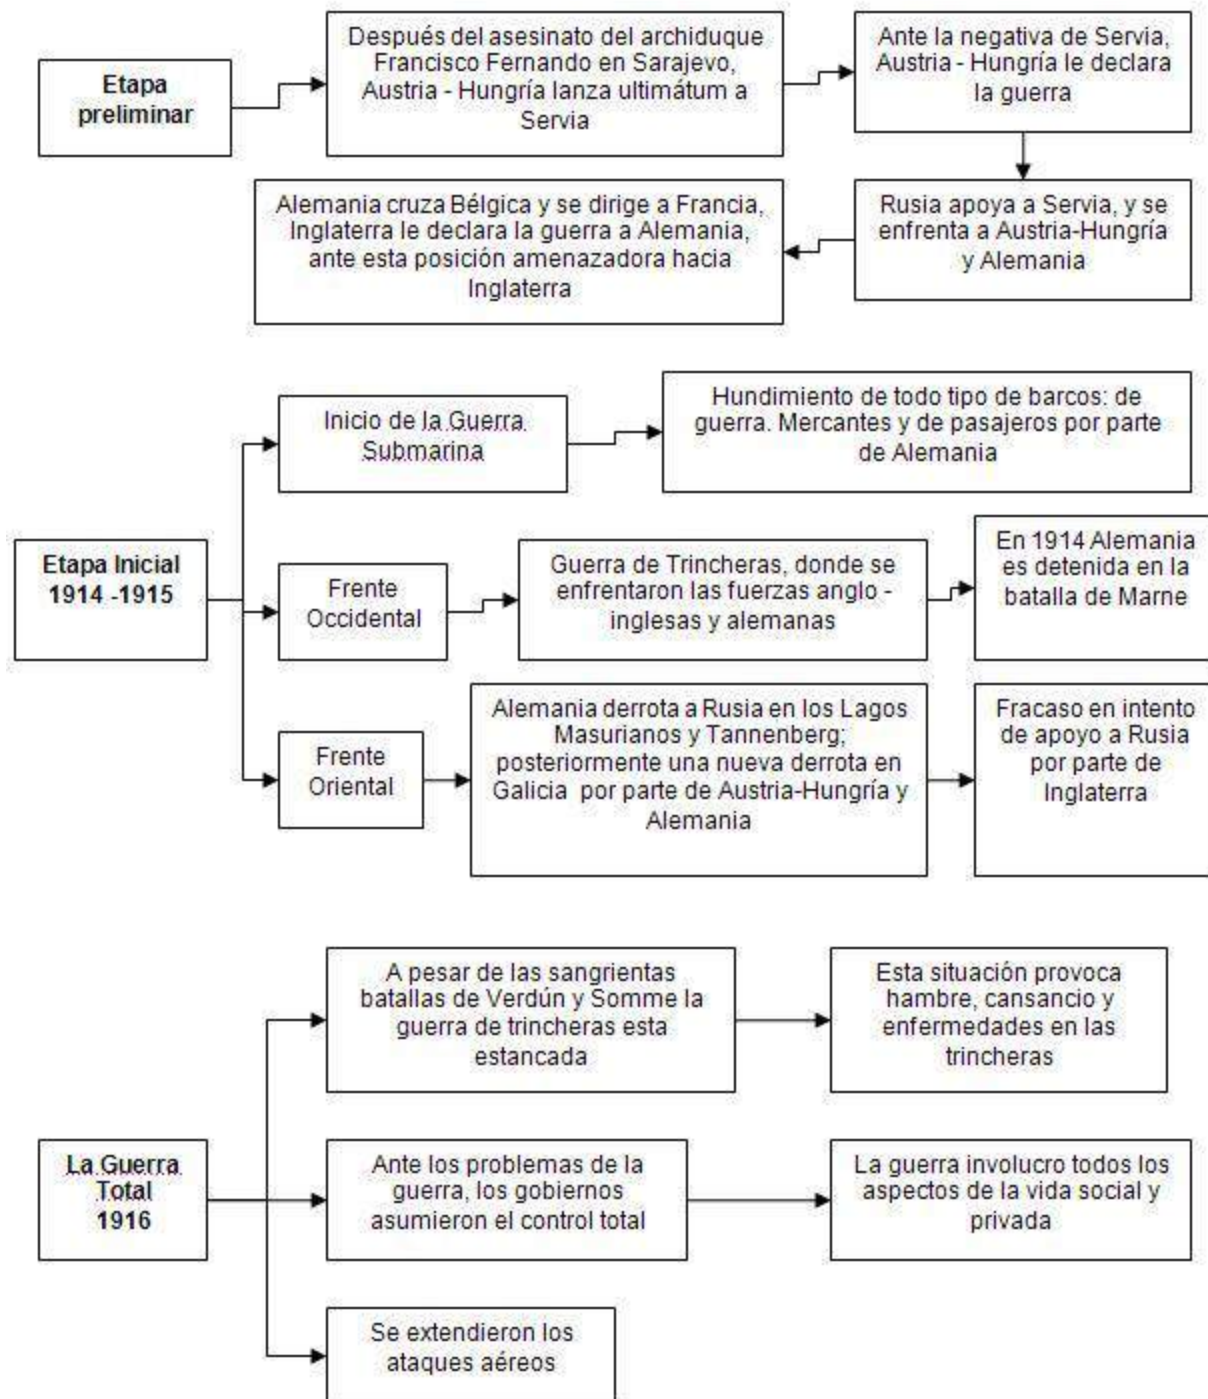 Etapa
preliminar
Después del asesinato del archiduque
Francisco Fernando en Sarajevo,
Austria - Hungría lanza ultimátum a
Servia
Ante la negativa de Servia,
Austria - Hungría le declara
la guerra
Rusia apoya a Servia, y se
enfrenta a Austria-Hungría
y Alemania
Alemania cruza Bélgica y se dirige a Francia,
Inglaterra le declara la guerra a Alemania,
ante esta posición amenazadora hacia
Inglaterra
Etapa Inicial
1914 -1915
Inicio de la Guerra
Submarina
Hundimiento de todo tipo de barcos: de
guerra. Mercantes y de pasajeros por parte
de Alemania
Frente
Occidental
Guerra de Trincheras, donde se
enfrentaron las fuerzas anglo -
inglesas y alemanas
En 1914 Alemania
es detenida en la
batalla de Marne
Frente
Oriental
Alemania derrota a Rusia en los Lagos
Masurianos y Tannenberg;
posteriormente una nueva derrota en
Galicia por parte de Austria-Hungría y
Alemania
Fracaso en intento
de apoyo a Rusia
por parte de
Inglaterra
La Guerra
Total
1916
A pesar de las sangrientas
batallas de Verdún y Somme la
guerra de trincheras esta
estancada
Esta situación provoca
hambre, cansancio y
enfermedades en las
trincheras
Ante los problemas de la
guerra, los gobiernos
asumieron el control total
La guerra involucro todos los
aspectos de la vida social y
privada
Se extendieron los
ataques aéreos